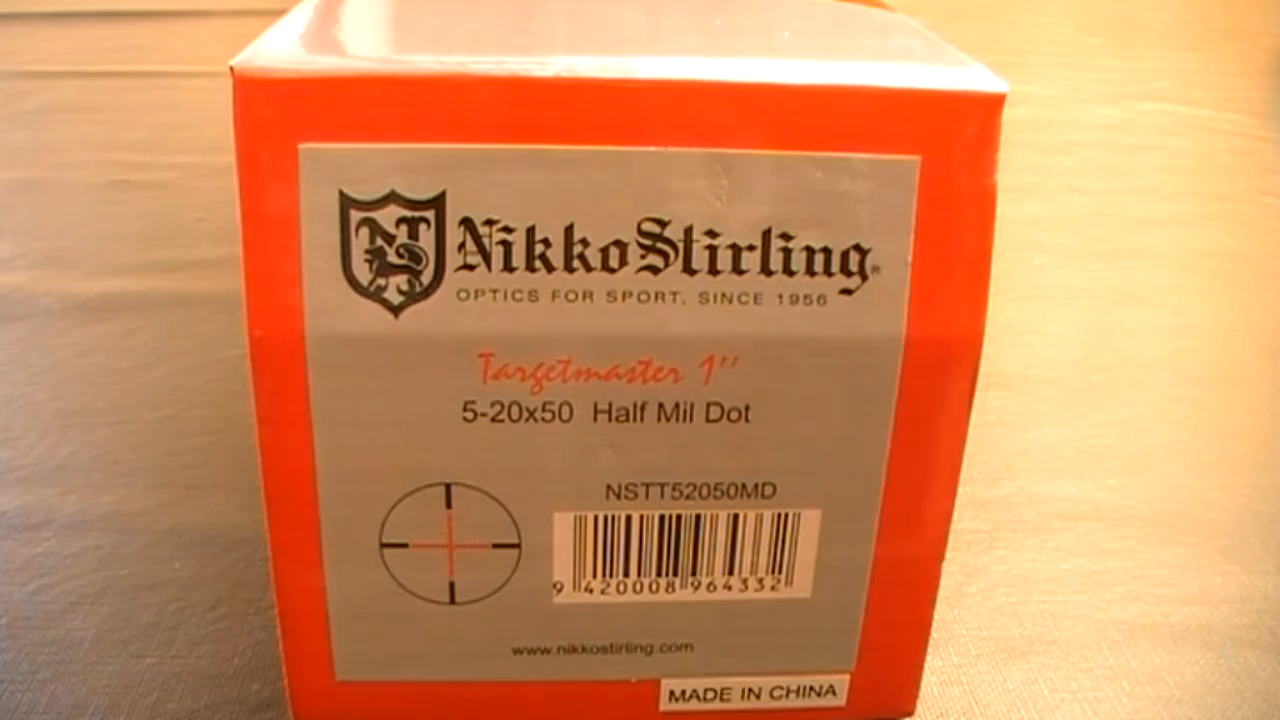 NS
NikkoStirling®
OPTICS FOR SPORT, SINCE 1956
Targetmaster 1"
5-20x50 Half Mil Dot
NSTT52050MD
9 420008 964332
www.nikkostirling.com
MADE IN CHINA